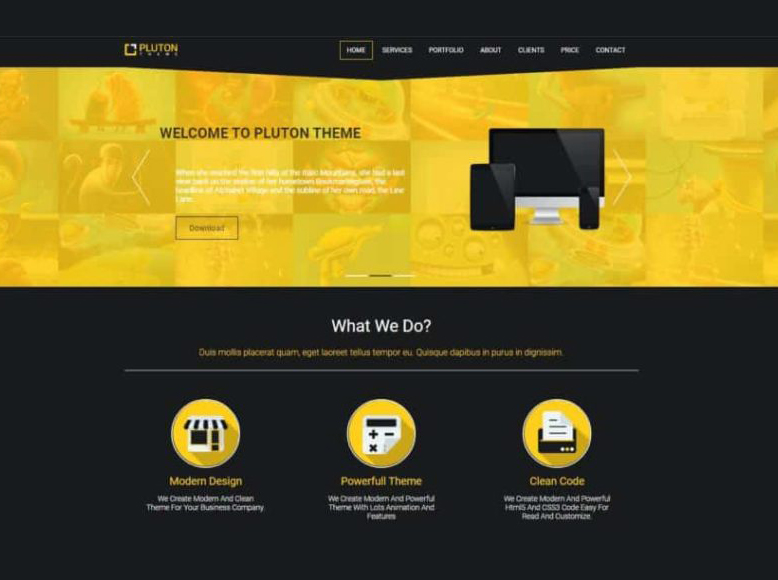 PLUTON
THEME
HOME SERVICES PORTFOLIO ABOUT CLIENTS PRICE CONTACT
WELCOME TO PLUTON THEME
When she reached the first hills of the Italic Mountains, she had a last
view back on the skyline of her hometown Bookmarksgrove, the
headline of Alphabet Village and the subline of her own road, the Line
Lane.
Download
What We Do?
Duis mollis placerat quam, eget laoreet tellus tempor eu. Quisque dapibus in purus in dignissim.
Modern Design
We Create Modern And Clean
Theme For Your Business Company.
Powerfull Theme
We Create Modern And Powerful
Theme With Lots Animation And
Features
Clean Code
We Create Modern And Powerful
Html5 And CSS3 Code Easy For
Read And Customize.